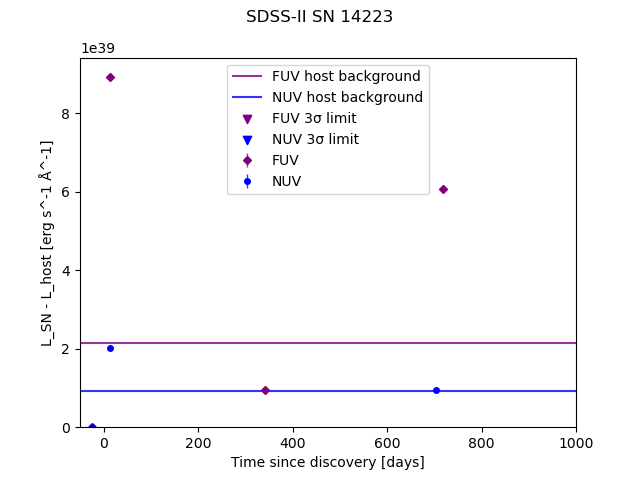 SDSS-II SN 14223
1e39
FUV host background
NUV host background
FUV 3σ limit
NUV 3σ limit
FUV
NUV
L_SN - L_host [erg s^-1 Å^-1]
8
6
4
2
0
0 200 400 600 800 1000
Time since discovery [days]